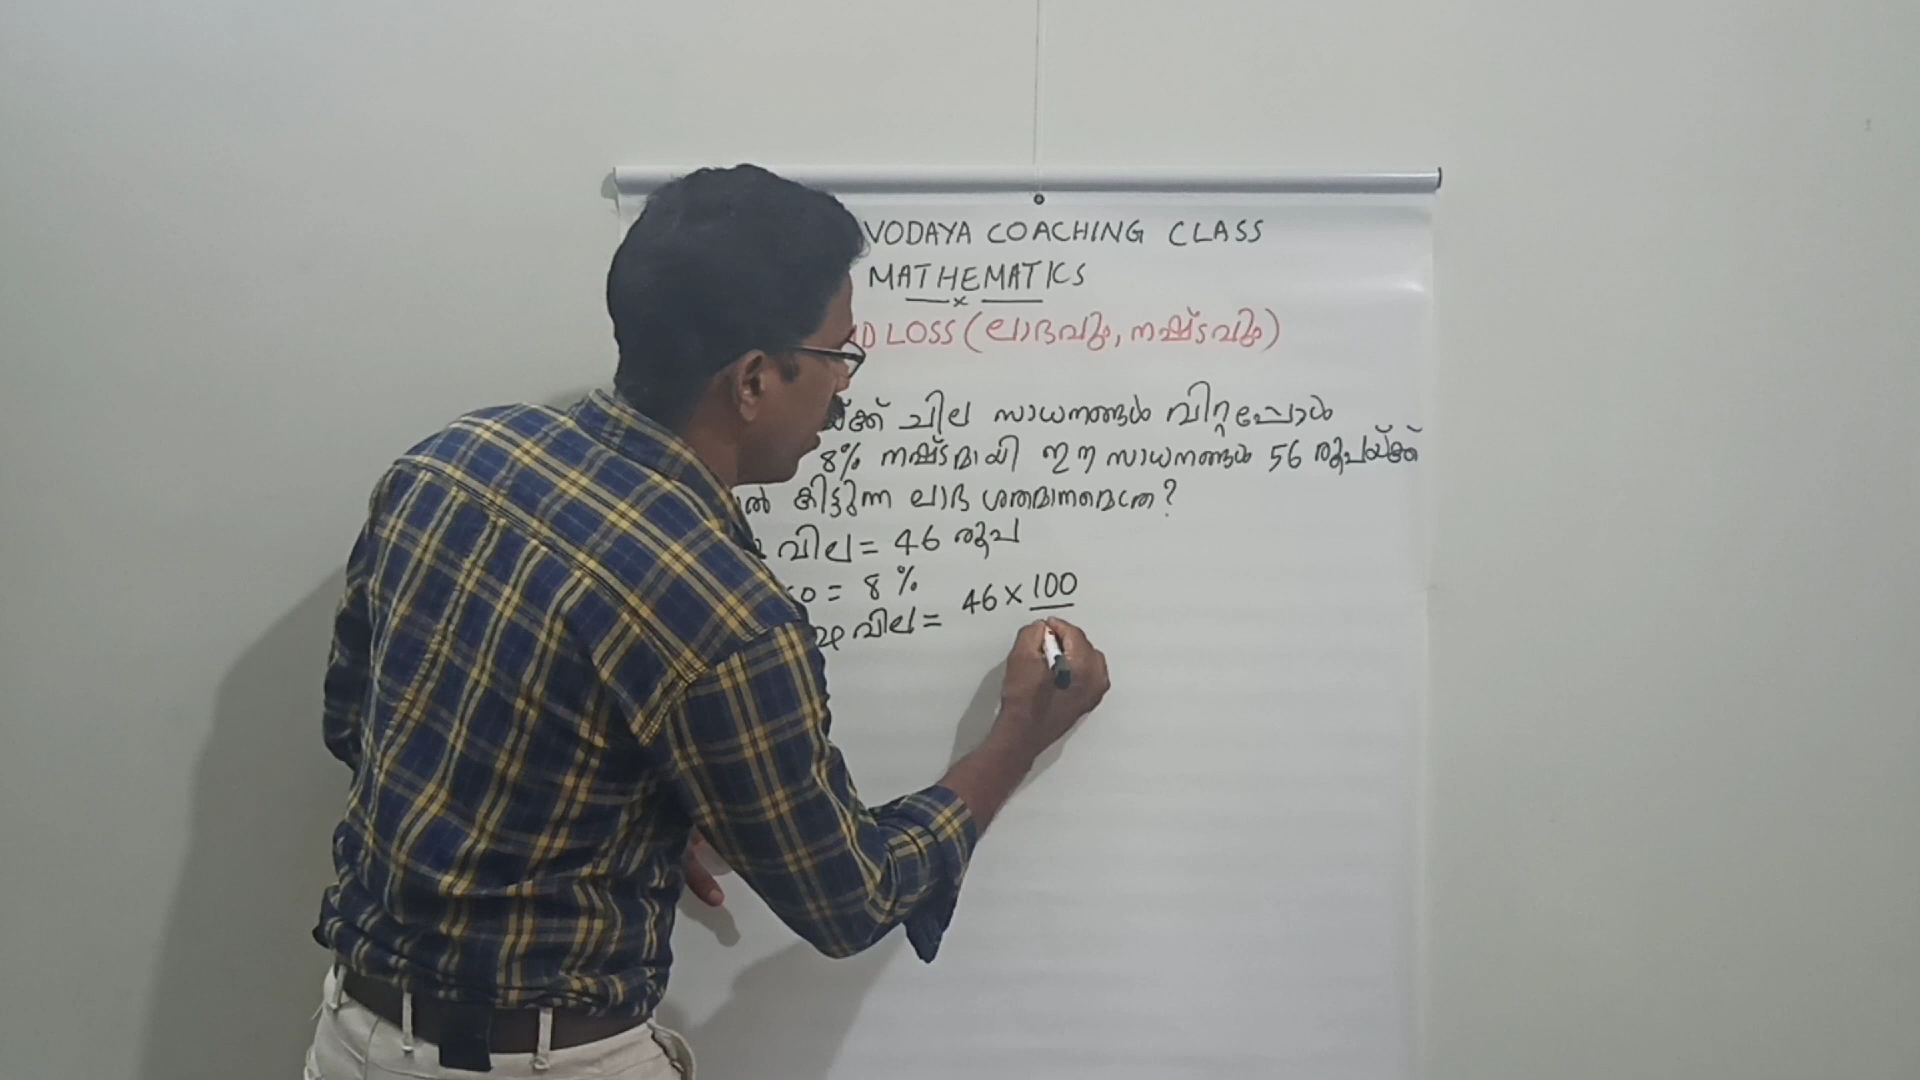 VODAYA COACHING CLASS
MATHEMATICS
LOSS (ലാഭവും, നഷ്ടവും)
ചില സാധനങ്ങൾ വിറ്റപ്പോൾ
8% നഷ്ടമായി ഈ സാധനങ്ങൾ 56 രൂപയ്ക്ക്
കിട്ടുന്ന ലാഭ ശതമാനമെത്ര?
വില = 46 രൂപ
= 8 %
വില = 46 × 100